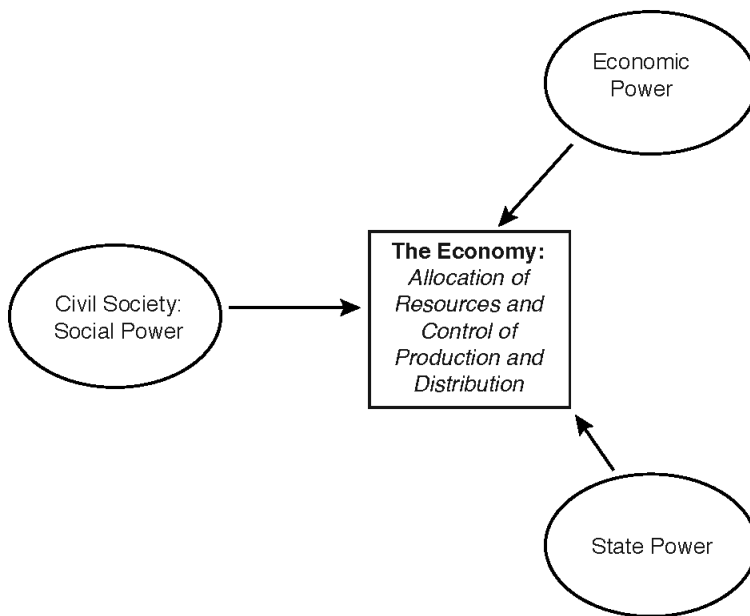 Economic
Power
The Economy:
Allocation of
Resources and
Control of
Production and
Distribution
Civil Society:
Social Power
State Power